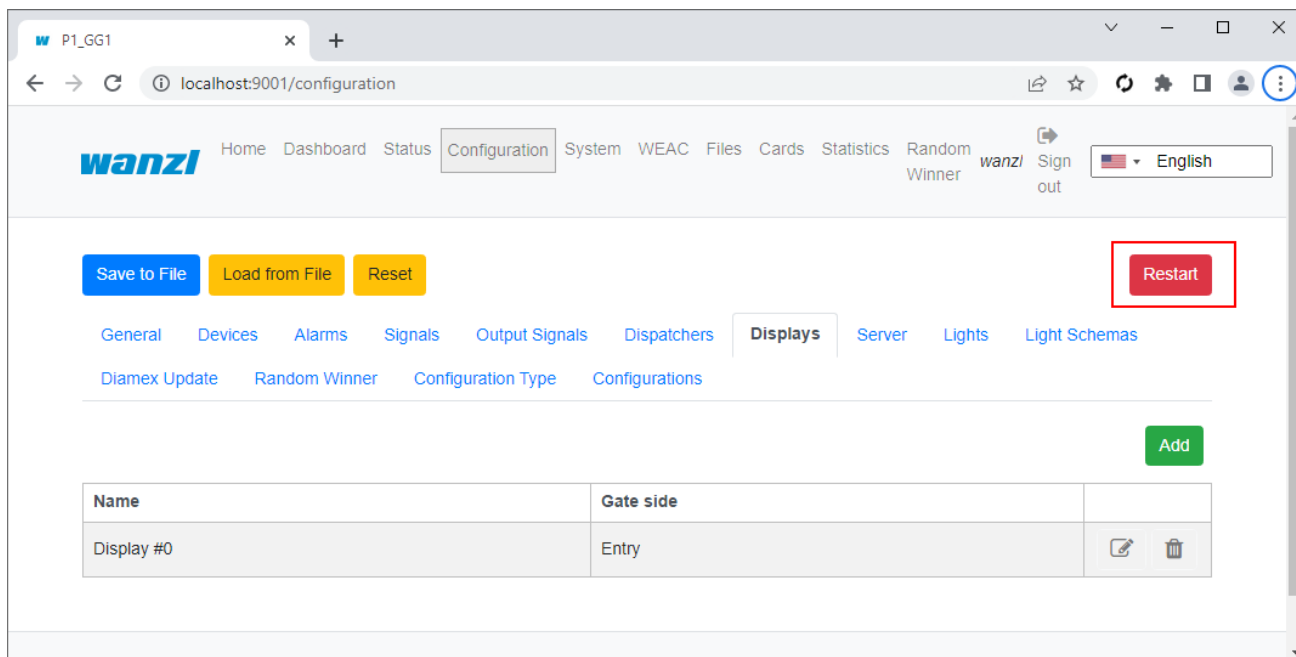 P1_GG1
localhost:9001/configuration
wanzl Home Dashboard Status Configuration System WEAC Files Cards Statistics Random Winner wanzl Sign out English
Save to File Load from File Reset Restart
General Devices Alarms Signals Output Signals Dispatchers Displays Server Lights Light Schemas
Diamex Update Random Winner Configuration Type Configurations
Add
Name Gate side
Display #0 Entry